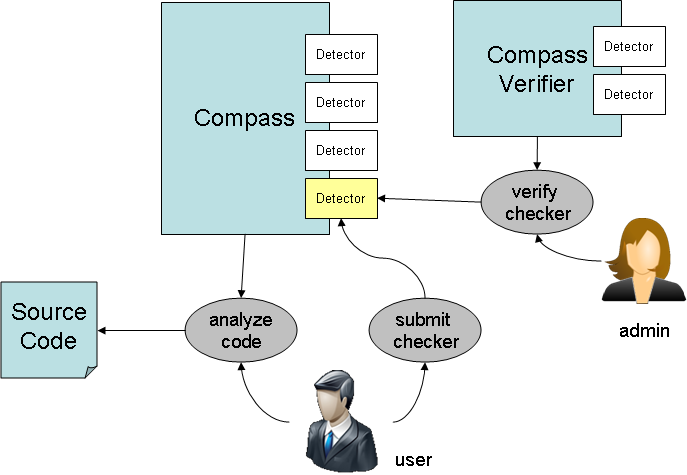 Compass
Detector
Detector
Detector
Detector
Compass
Verifier
Detector
Detector
verify
checker
admin
Source
Code
analyze
code
submit
checker
user